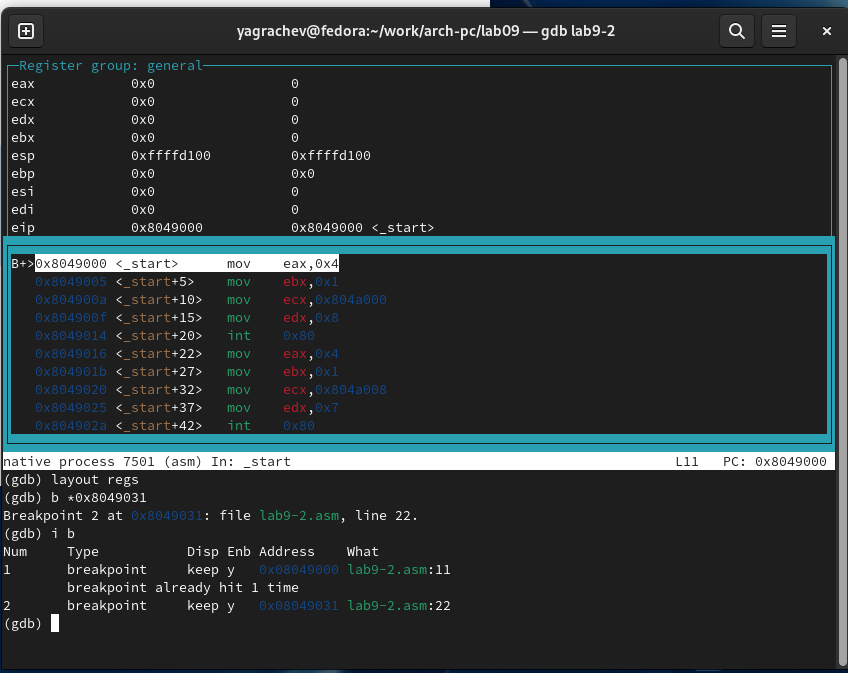 yagrachev@fedora:~/work/arch-pc/lab09 — gdb lab9-2
Register group: general
eax 0x0 0
ecx 0x0 0
edx 0x0 0
ebx 0x0 0
esp 0xffffd100 0xffffd100
ebp 0x0 0x0
esi 0x0 0
edi 0x0 0
eip 0x8049000 0x8049000 <_start>
B+>0x8049000 <_start> mov eax,0x4
0x8049005 <_start+5> mov ebx,0x1
0x804900a <_start+10> mov ecx,0x804a000
0x804900f <_start+15> mov edx,0x8
0x8049014 <_start+20> int 0x80
0x8049016 <_start+22> mov eax,0x4
0x804901b <_start+27> mov ebx,0x1
0x8049020 <_start+32> mov ecx,0x804a008
0x8049025 <_start+37> mov edx,0x7
0x804902a <_start+42> int 0x80
native process 7501 (asm) In: _start L11 PC: 0x8049000
(gdb) layout regs
(gdb) b *0x8049031
Breakpoint 2 at 0x8049031: file lab9-2.asm, line 22.
(gdb) i b
Num Type Disp Enb Address What
1 breakpoint keep y 0x08049000 lab9-2.asm:11
breakpoint already hit 1 time
2 breakpoint keep y 0x08049031 lab9-2.asm:22
(gdb)